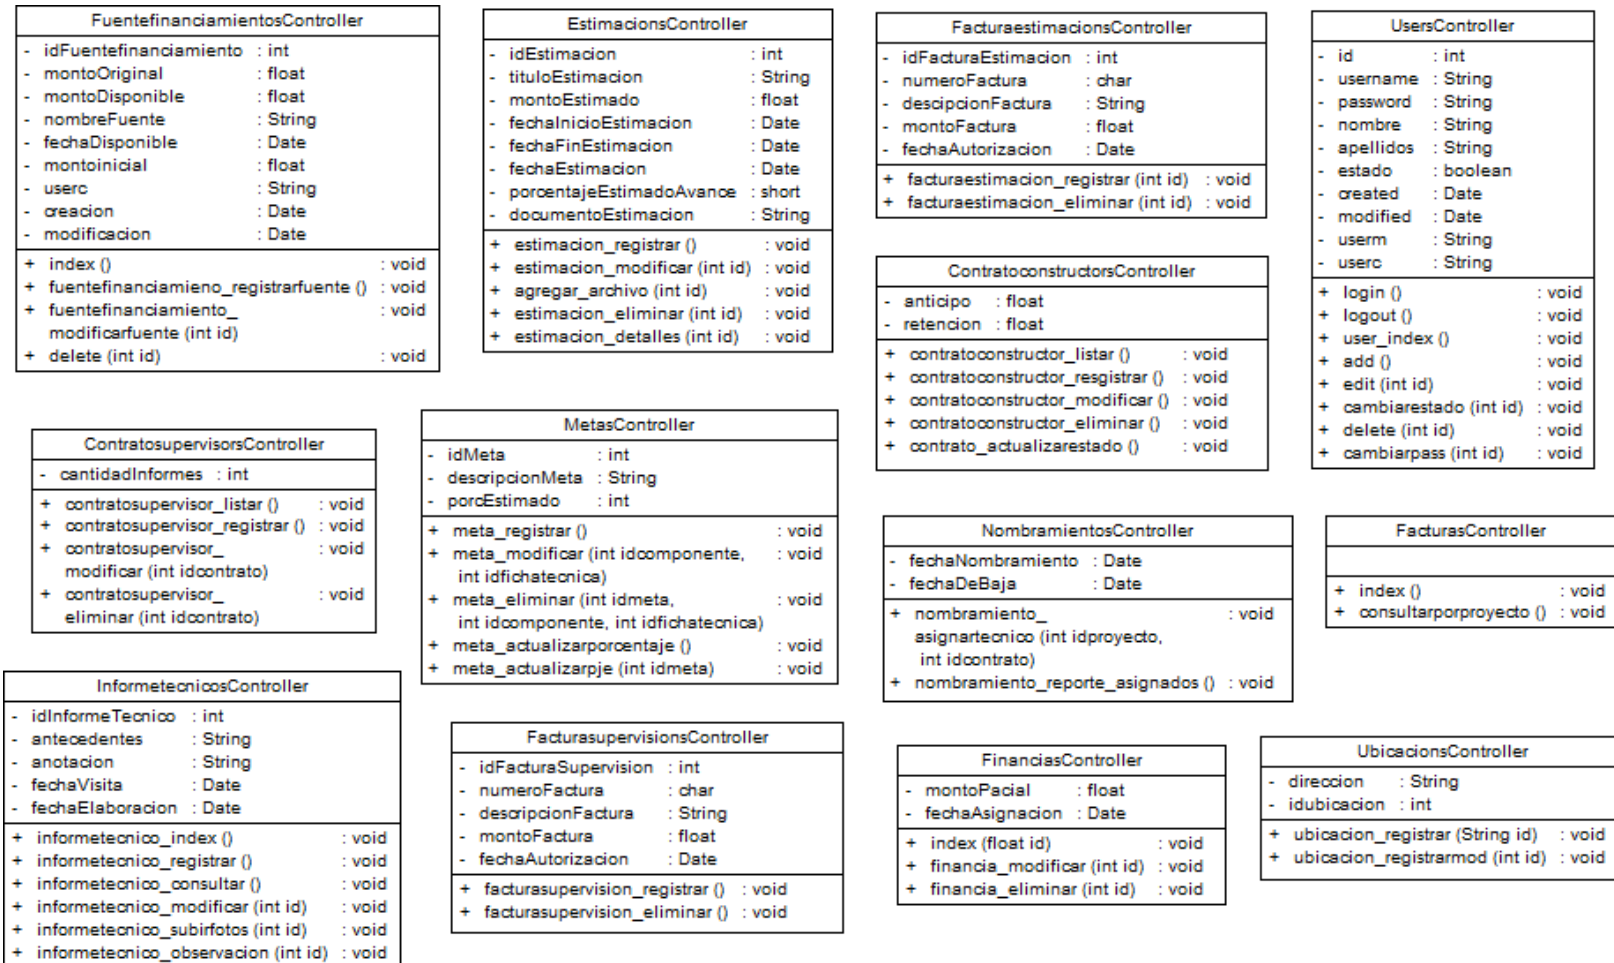 FuentefinanciamientosController
- idFuentefinanciamiento : int
- montoOriginal : float
- montoDisponible : float
- nombreFuente : String
- fechaDisponible : Date
- montoinicial : float
- userc : String
- creacion : Date
- modificacion : Date
+ index () : void
+ fuentefinanciamieno_registrarfuente () : void
+ fuentefinanciamiento_ : void
modificarfuente (int id)
+ delete (int id) : void
EstimacionsController
- idEstimacion : int
- tituloEstimacion : String
- montoEstimado : float
- fechaInicioEstimacion : Date
- fechaFinEstimacion : Date
- fechaEstimacion : Date
- porcentajeEstimadoAvance : short
- documentoEstimacion : String
+ estimacion_registrar () : void
+ estimacion_modificar (int id) : void
+ agregar_archivo (int id) : void
+ estimacion_eliminar (int id) : void
+ estimacion_detalles (int id) : void
FacturaestimacionsController
- idFacturaEstimacion : int
- numeroFactura : char
- descipcionFactura : String
- montoFactura : float
- fechaAutorizacion : Date
+ facturaestimacion_registrar (int id) : void
+ facturaestimacion_eliminar (int id) : void
UsersController
- id : int
- username : String
- password : String
- nombre : String
- apellidos : String
- estado : boolean
- created : Date
- modified : Date
- userm : String
- userc : String
+ login () : void
+ logout () : void
+ user_index () : void
+ add () : void
+ edit (int id) : void
+ cambiarestado (int id) : void
+ delete (int id) : void
+ cambiarpass (int id) : void
ContratoconstructorsController
- anticipo : float
- retencion : float
+ contratoconstructor_listar () : void
+ contratoconstructor_resgistrar () : void
+ contratoconstructor_modificar () : void
+ contratoconstructor_eliminar () : void
+ contrato_actualizarestado () : void
ContratosupervisorsController
- cantidadInformes : int
+ contratosupervisor_listar () : void
+ contratosupervisor_registrar () : void
+ contratosupervisor_ : void
modificar (int idcontrato)
+ contratosupervisor_ : void
eliminar (int idcontrato)
MetasController
- idMeta : int
- descripcionMeta : String
- porcEstimado : int
+ meta_registrar () : void
+ meta_modificar (int idcomponente, : void
int idfichatecnica)
+ meta_eliminar (int idmeta, : void
int idcomponente, int idfichatecnica)
+ meta_actualizarporcentaje () : void
+ meta_actualizarpje (int idmeta) : void
NombramientosController
- fechaNombramiento : Date
- fechaDeBaja : Date
+ nombramiento_ : void
asignartecnico (int idproyecto,
int idcontrato)
+ nombramiento_reporte_asignados () : void
FacturasController
+ index () : void
+ consultarporproyecto () : void
InformetecnicosController
- idInformeTecnico : int
- antecedentes : String
- anotacion : String
- fechaVisita : Date
- fechaElaboracion : Date
+ informetecnico_index () : void
+ informetecnico_registrar () : void
+ informetecnico_consultar () : void
+ informetecnico_modificar (int id) : void
+ informetecnico_subirfotos (int id) : void
+ informetecnico_observacion (int id) : void
FacturasupervisionsController
- idFacturaSupervision : int
- numeroFactura : char
- descripcionFactura : String
- montoFactura : float
- fechaAutorizacion : Date
+ facturasupervision_registrar () : void
+ facturasupervision_eliminar () : void
FinanciasController
- montoPacial : float
- fechaAsignacion : Date
+ index (float id) : void
+ financia_modificar (int id) : void
+ financia_eliminar (int id) : void
UbicacionsController
- direccion : String
- idubicacion : int
+ ubicacion_registrar (String id) : void
+ ubicacion_registrarmod (int id) : void